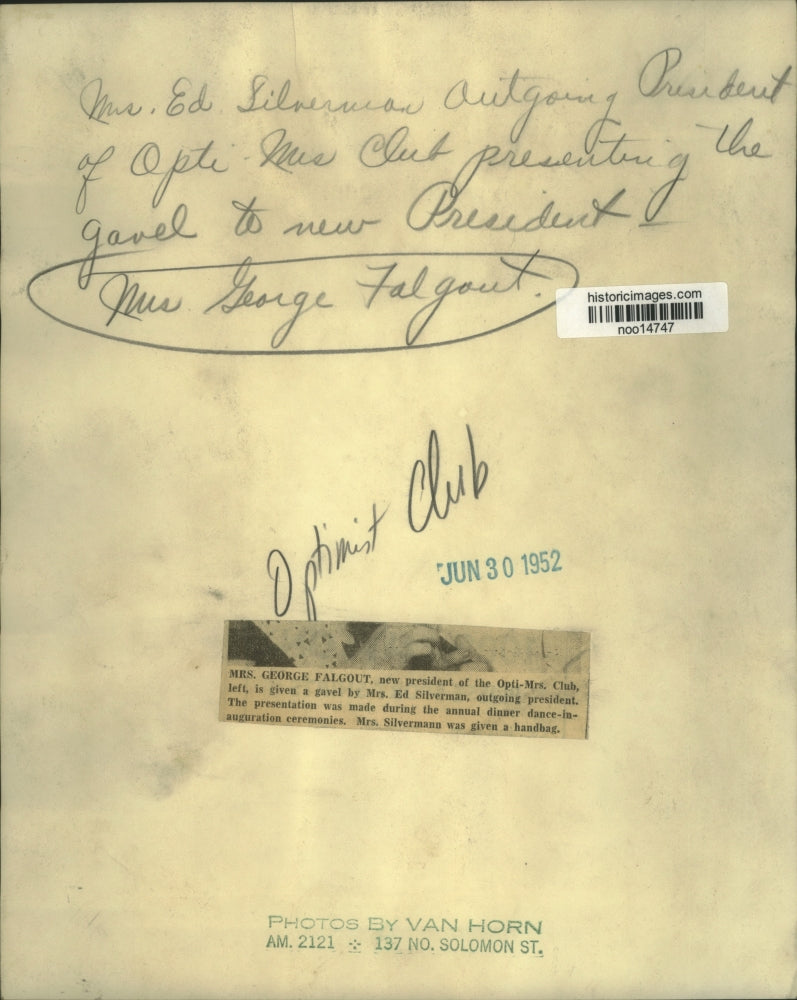 Mrs. Ed Silverman Outgoing President
of Opti-Mrs Club presenting the
gavel to new President -
Mrs George Falgout.
historicimages.com
noo14747
Optimist Club
JUN 30 1952
MRS. GEORGE FALGOUT, new president of the Opti-Mrs. Club,
left, is given a gavel by Mrs. Ed Silverman, outgoing president.
The presentation was made during the annual dinner dance-in-
auguration ceremonies. Mrs. Silvermann was given a handbag.
PHOTOS BY VAN HORN
AM. 2121 ⁘ 137 NO. SOLOMON ST.